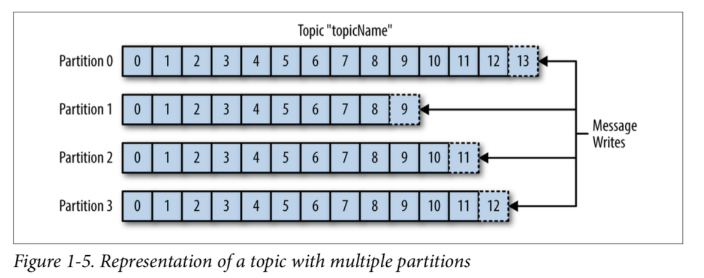 Topic "topicName"
Partition 0 0 1 2 3 4 5 6 7 8 9 10 11 12 13
Partition 1 0 1 2 3 4 5 6 7 8 9
Message
Writes
Partition 2 0 1 2 3 4 5 6 7 8 9 10 11
Partition 3 0 1 2 3 4 5 6 7 8 9 10 11 12
Figure 1-5. Representation of a topic with multiple partitions